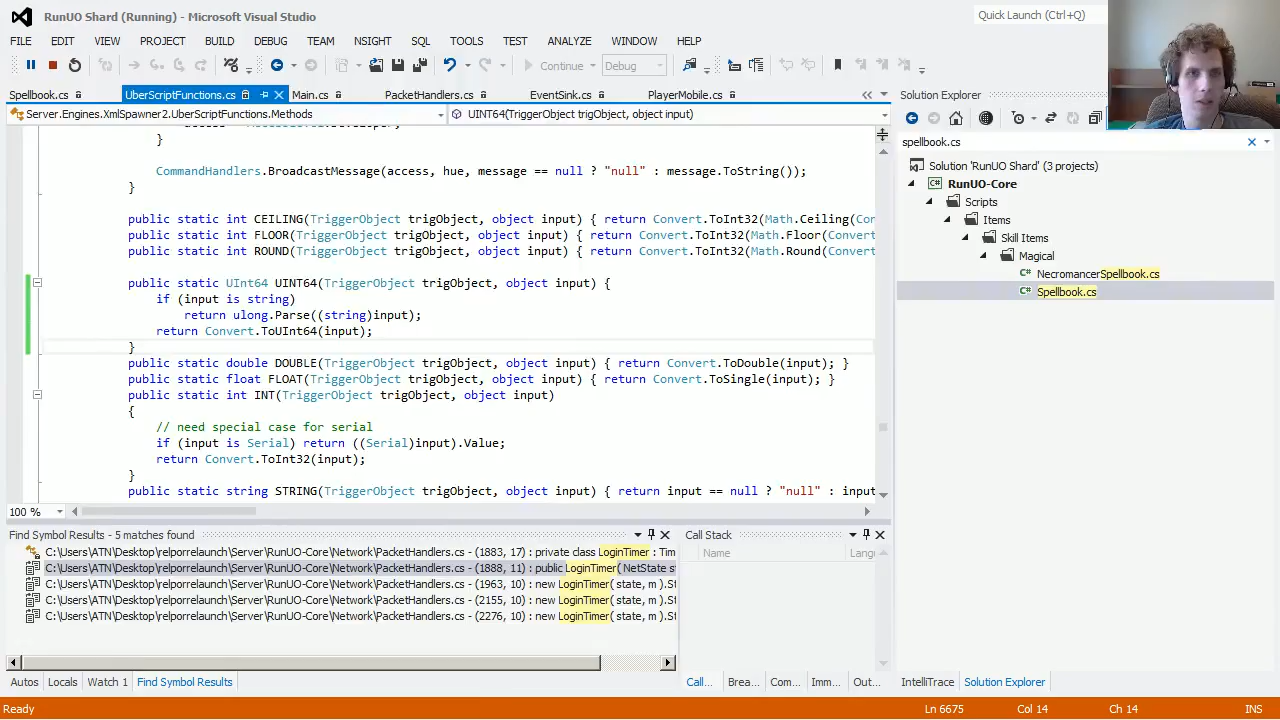 RunUO Shard (Running) - Microsoft Visual Studio
Quick Launch (Ctrl+Q)
FILE EDIT VIEW PROJECT BUILD DEBUG TEAM NSIGHT SQL TOOLS TEST ANALYZE WINDOW HELP
Continue Debug
Spellbook.cs UberScriptFunctions.cs Main.cs PacketHandlers.cs EventSink.cs PlayerMobile.cs
Server.Engines.XmlSpawner2.UberScriptFunctions.Methods UINT64(TriggerObject trigObject, object input)
}
CommandHandlers.BroadcastMessage(access, hue, message == null ? "null" : message.ToString());
}
public static int CEILING(TriggerObject trigObject, object input) { return Convert.ToInt32(Math.Ceiling(Co
public static int FLOOR(TriggerObject trigObject, object input) { return Convert.ToInt32(Math.Floor(Convert
public static int ROUND(TriggerObject trigObject, object input) { return Convert.ToInt32(Math.Round(Convert
public static UInt64 UINT64(TriggerObject trigObject, object input) {
if (input is string)
return ulong.Parse((string)input);
return Convert.ToUInt64(input);
}
public static double DOUBLE(TriggerObject trigObject, object input) { return Convert.ToDouble(input); }
public static float FLOAT(TriggerObject trigObject, object input) { return Convert.ToSingle(input); }
public static int INT(TriggerObject trigObject, object input)
{
// need special case for serial
if (input is Serial) return ((Serial)input).Value;
return Convert.ToInt32(input);
}
public static string STRING(TriggerObject trigObject, object input) { return input == null ? "null" : input
100 %
Solution Explorer
spellbook.cs
Solution 'RunUO Shard' (3 projects)
RunUO-Core
Scripts
Items
Skill Items
Magical
NecromancerSpellbook.cs
Spellbook.cs
Find Symbol Results - 5 matches found
C:\Users\ATN\Desktop\relporrelaunch\Server\RunUO-Core\Network\PacketHandlers.cs - (1883, 17) : private class LoginTimer : Tim
C:\Users\ATN\Desktop\relporrelaunch\Server\RunUO-Core\Network\PacketHandlers.cs - (1888, 11) : public LoginTimer( NetState s
C:\Users\ATN\Desktop\relporrelaunch\Server\RunUO-Core\Network\PacketHandlers.cs - (1963, 10) : new LoginTimer( state, m ).St
C:\Users\ATN\Desktop\relporrelaunch\Server\RunUO-Core\Network\PacketHandlers.cs - (2155, 10) : new LoginTimer( state, m ).St
C:\Users\ATN\Desktop\relporrelaunch\Server\RunUO-Core\Network\PacketHandlers.cs - (2276, 10) : new LoginTimer( state, m ).St
Call Stack
Name Langu
Autos Locals Watch 1 Find Symbol Results
Call... Brea... Com... Imm... Out...
IntelliTrace Solution Explorer
Ready Ln 6675 Col 14 Ch 14 INS